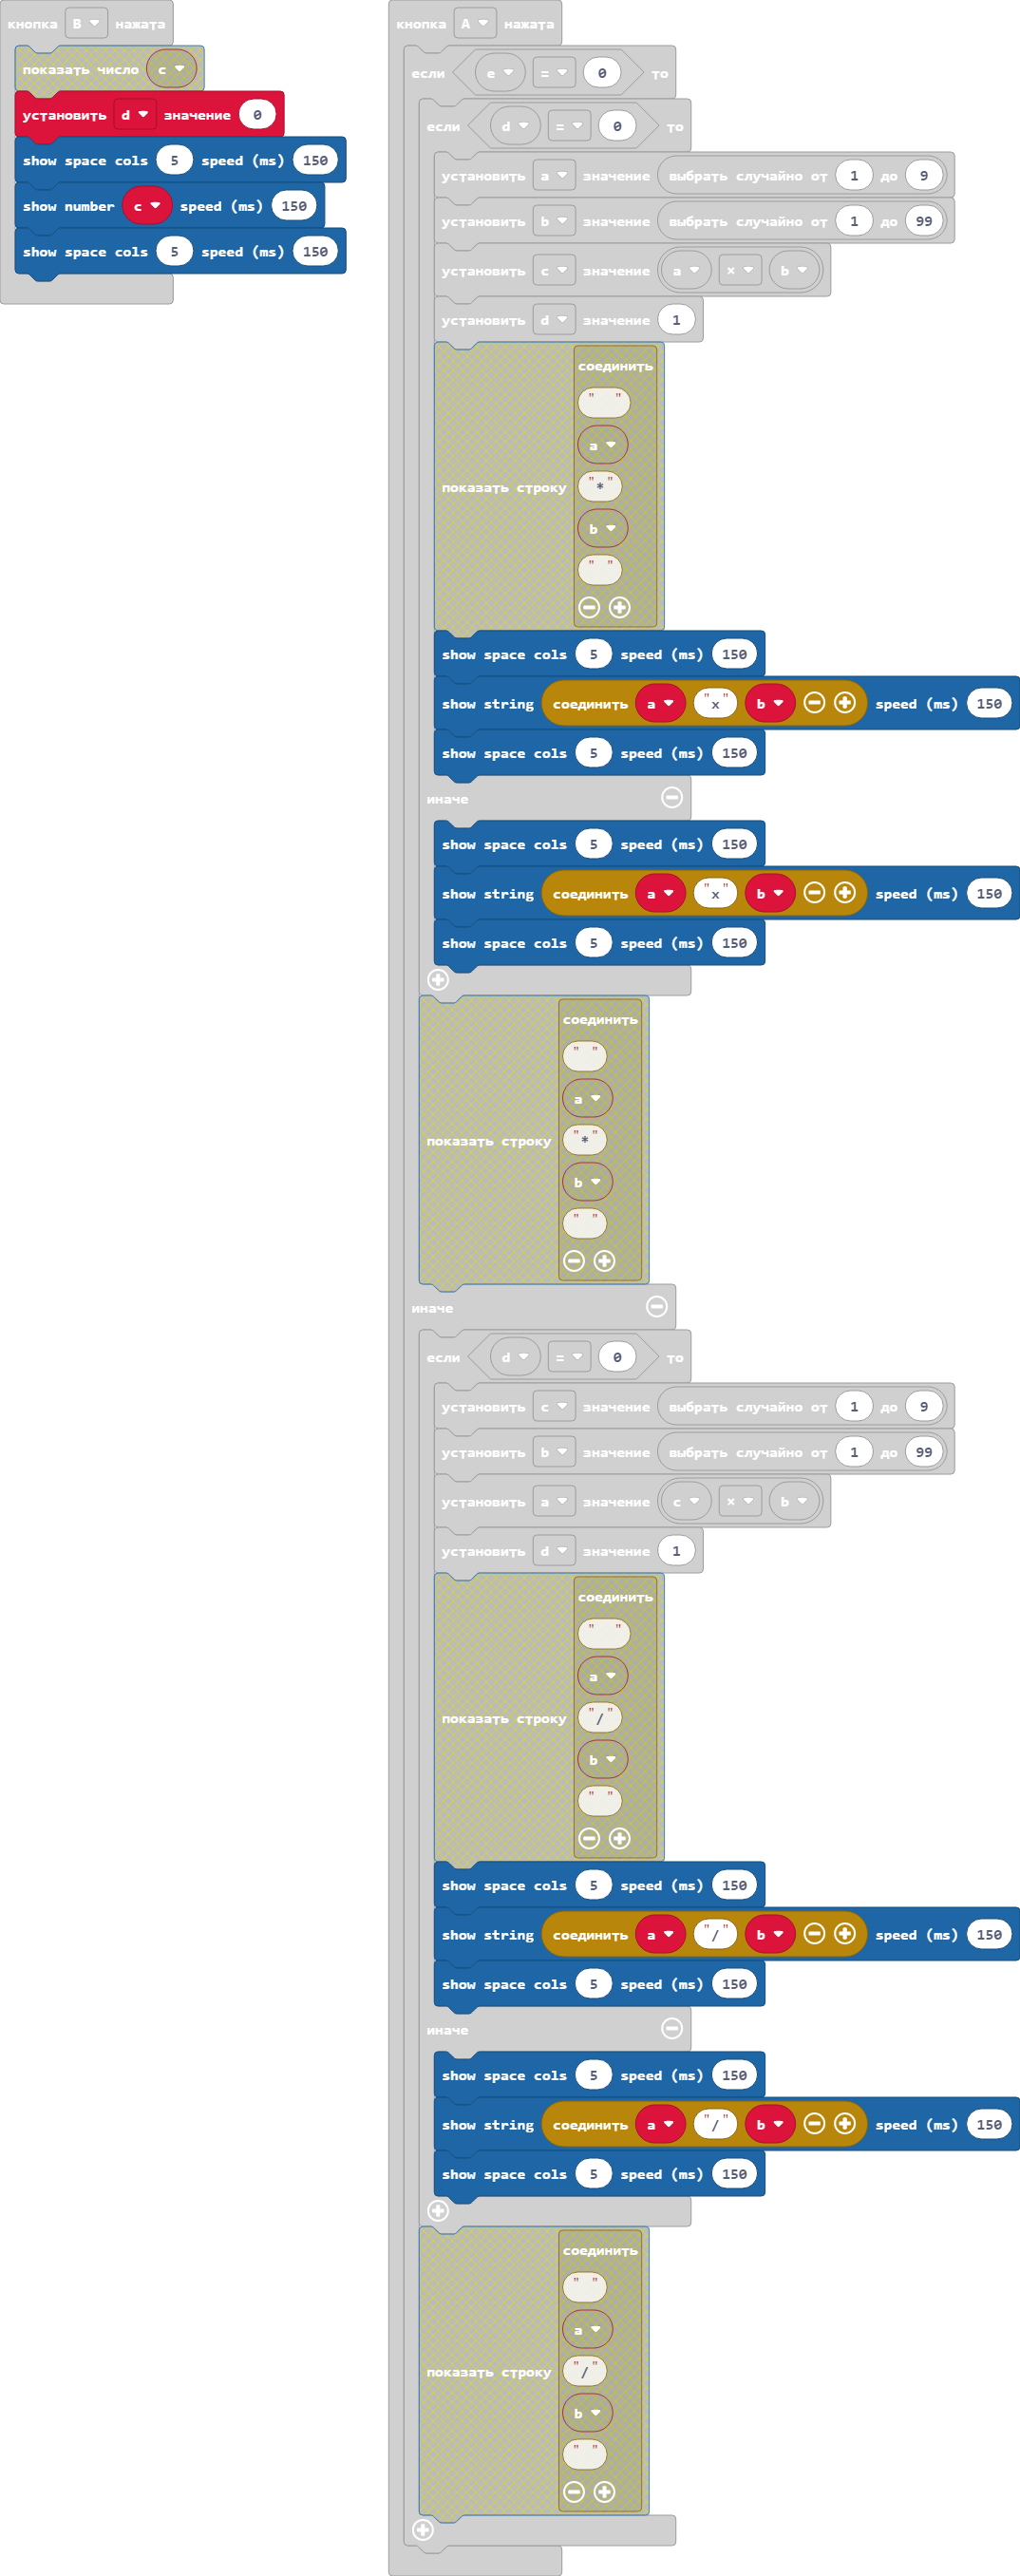 кнопка B нажата
показать число c
установить d значение 0
show space cols 5 speed (ms) 150
show number c speed (ms) 150
show space cols 5 speed (ms) 150
кнопка A нажата
если e = 0 то
если d = 0 то
установить a значение выбрать случайно от 1 до 9
установить b значение выбрать случайно от 1 до 99
установить c значение a × b
установить d значение 1
соединить
" "
a
"*"
показать строку
b
" "
show space cols 5 speed (ms) 150
show string соединить a "x" b speed (ms) 150
show space cols 5 speed (ms) 150
иначе
show space cols 5 speed (ms) 150
show string соединить a "x" b speed (ms) 150
show space cols 5 speed (ms) 150
соединить
" "
a
"*"
показать строку
b
" "
иначе
если d = 0 то
установить c значение выбрать случайно от 1 до 9
установить b значение выбрать случайно от 1 до 99
установить a значение c × b
установить d значение 1
соединить
" "
a
"/"
показать строку
b
" "
show space cols 5 speed (ms) 150
show string соединить a "/" b speed (ms) 150
show space cols 5 speed (ms) 150
иначе
show space cols 5 speed (ms) 150
show string соединить a "/" b speed (ms) 150
show space cols 5 speed (ms) 150
соединить
" "
a
"/"
показать строку
b
" "